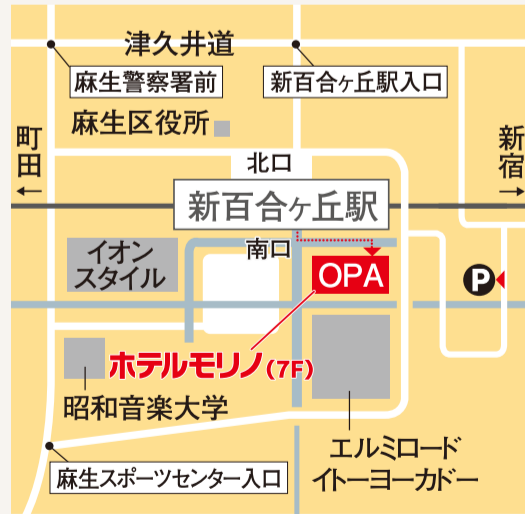 津久井道
麻生警察署前
新百合ヶ丘駅入口
麻生区役所
町田
←
新宿
→
北口
新百合ヶ丘駅
南口
イオン
スタイル
OPA
P
ホテルモリノ(7F)
昭和音楽大学
エルミロード
イトーヨーカドー
麻生スポーツセンター入口